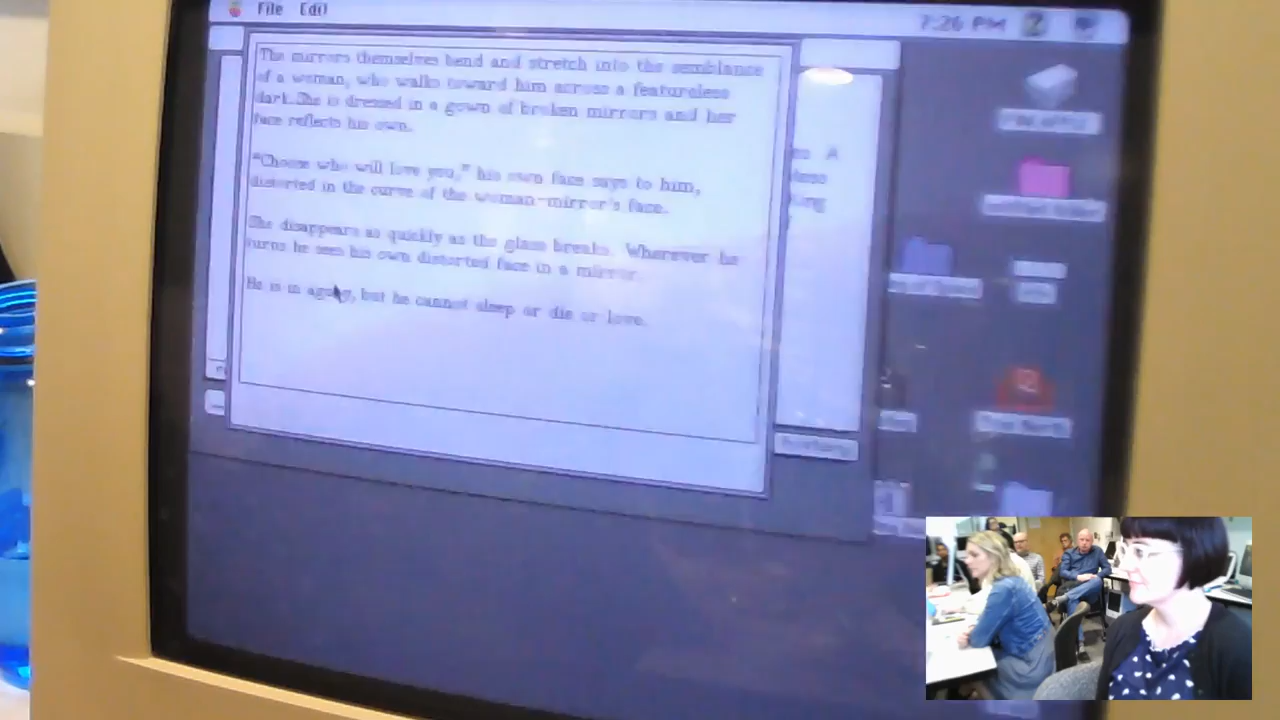 File Edit
7:26 PM
The mirrors themselves bend and stretch into the semblance
of a woman, who walks toward him across a featureless
dark. She is dressed in a gown of broken mirrors and her
face reflects his own.
"Choose who will love you," his own face says to him,
distorted in the curve of the woman-mirror's face.
She disappears as quickly as the glass breaks. Wherever he
turns he sees his own distorted face in a mirror.
He is in agony, but he cannot sleep or die or love.
A